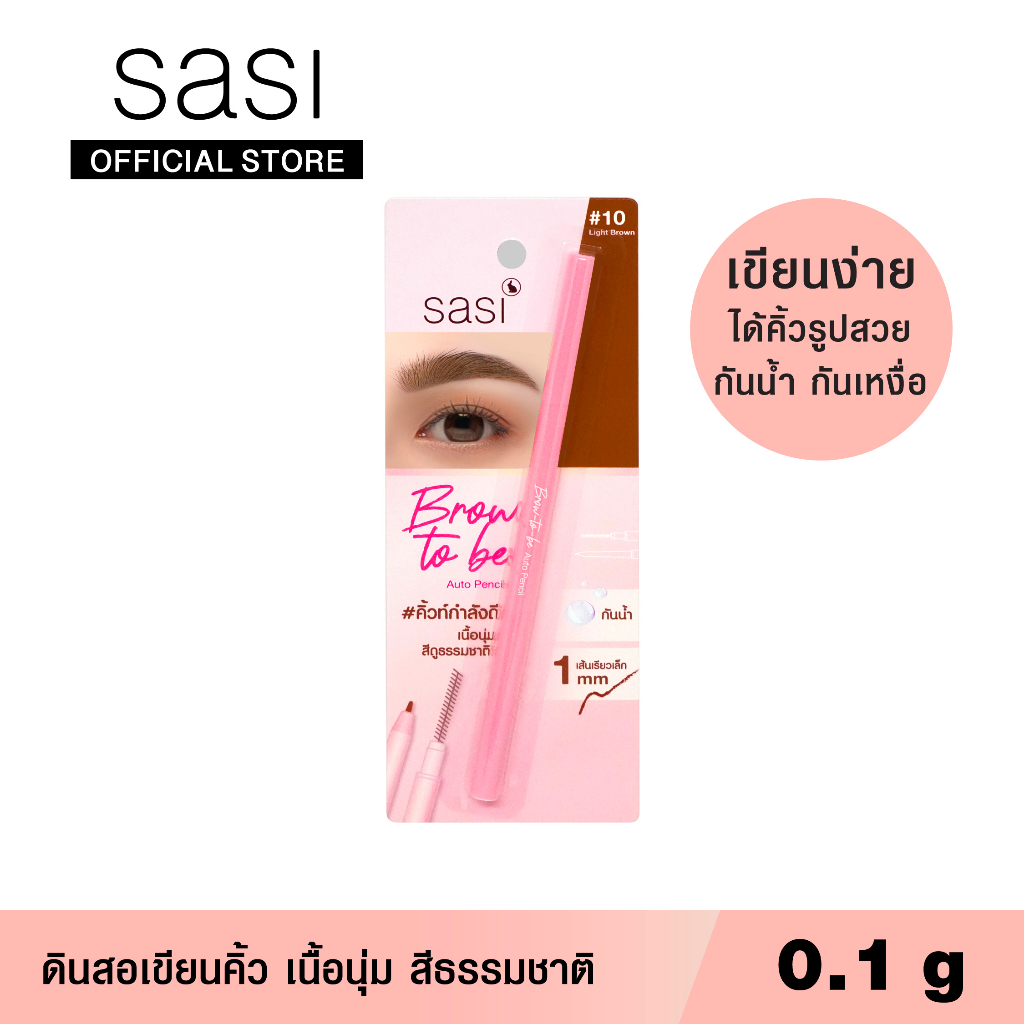 sasi
OFFICIAL STORE
#10
Light Brown
sasi
เขียนง่าย
ได้คิ้วรูปสวย
กันน้ำ กันเหงื่อ
Brow
to be
Auto Pencil
Brow-to-be Auto Pencil
#คิ้วท์กำลังดี
เนื้อนุ่ม
สีดูธรรมชาติ
กันน้ำ
1 mm
เส้นเรียวเล็ก
ดินสอเขียนคิ้ว เนื้อนุ่ม สีธรรมชาติ
0.1 g